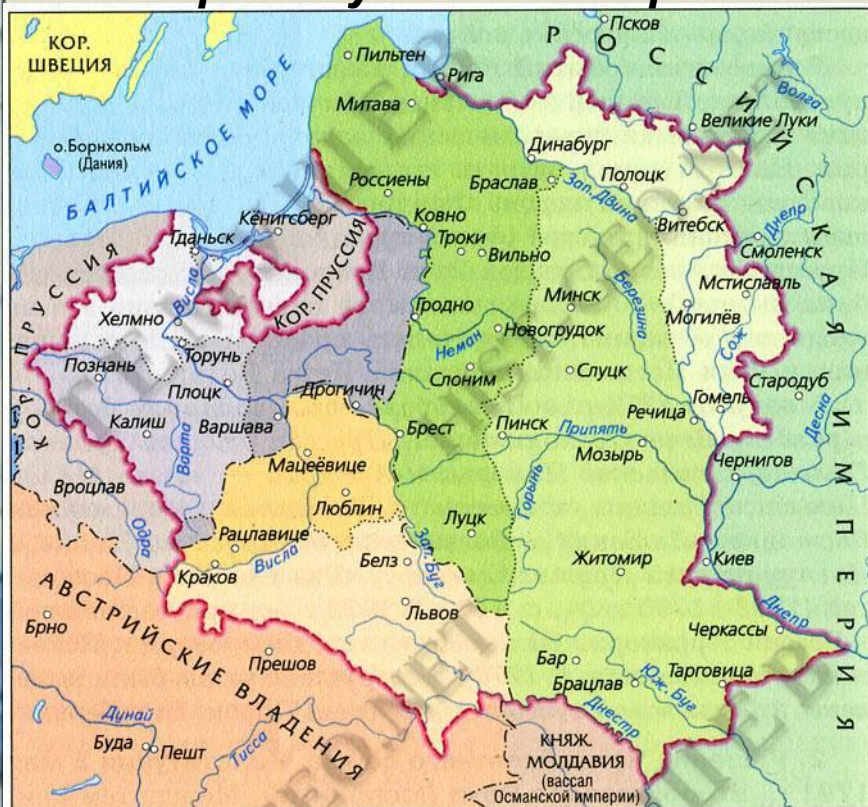 КОР.
ШВЕЦИЯ
о.Борнхольм
(Дания)
БАЛТИЙСКОЕ МОРЕ
Пильтен
Рига
Митава
Псков
РОССИЙСКАЯ ИМПЕРИЯ
Волга
Великие Луки
Динабург
Россиены
Браслав
Зап. Двина
Полоцк
Витебск
Днепр
Смоленск
Кёнигсберг
Ковно
Троки
Вильно
Гданьск
Висла
КОР. ПРУССИЯ
КОР. ПРУССИЯ
Березина
Мстиславль
Минск
Могилёв
Гродно
Хелмно
Новогрудок
Неман
Сож
Торунь
Познань
Плоцк
Дрогичин
Слоним
Слуцк
Стародуб
Гомель
Речица
Десна
Калиш
Варшава
Варта
Брест
Пинск
Припять
Мозырь
Мацеёвице
Чернигов
Вроцлав
Горынь
Люблин
Одра
Луцк
Рацлавице
Висла
Краков
Зап. Буг
Белз
Житомир
Киев
АВСТРИЙСКИЕ ВЛАДЕНИЯ
Львов
Днепр
Брно
Черкассы
Прешов
Бар
Брацлав
Юж. Буг
Тарговица
Днестр
Дунай
Буда
Пешт
Тисса
КНЯЖ.
МОЛДАВИЯ
(вассал
Османской империи)